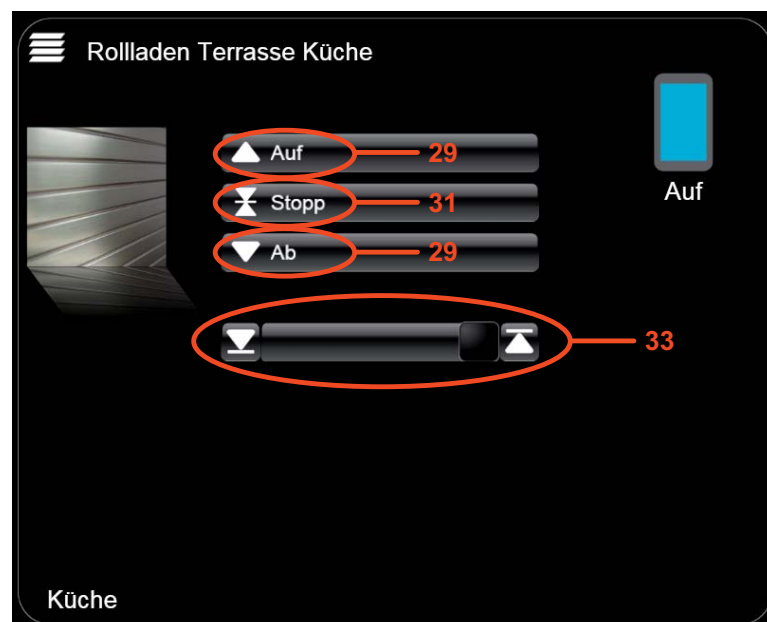 Rollladen Terrasse Küche
Auf 29
Auf
Stopp 31
Ab 29
33
Küche